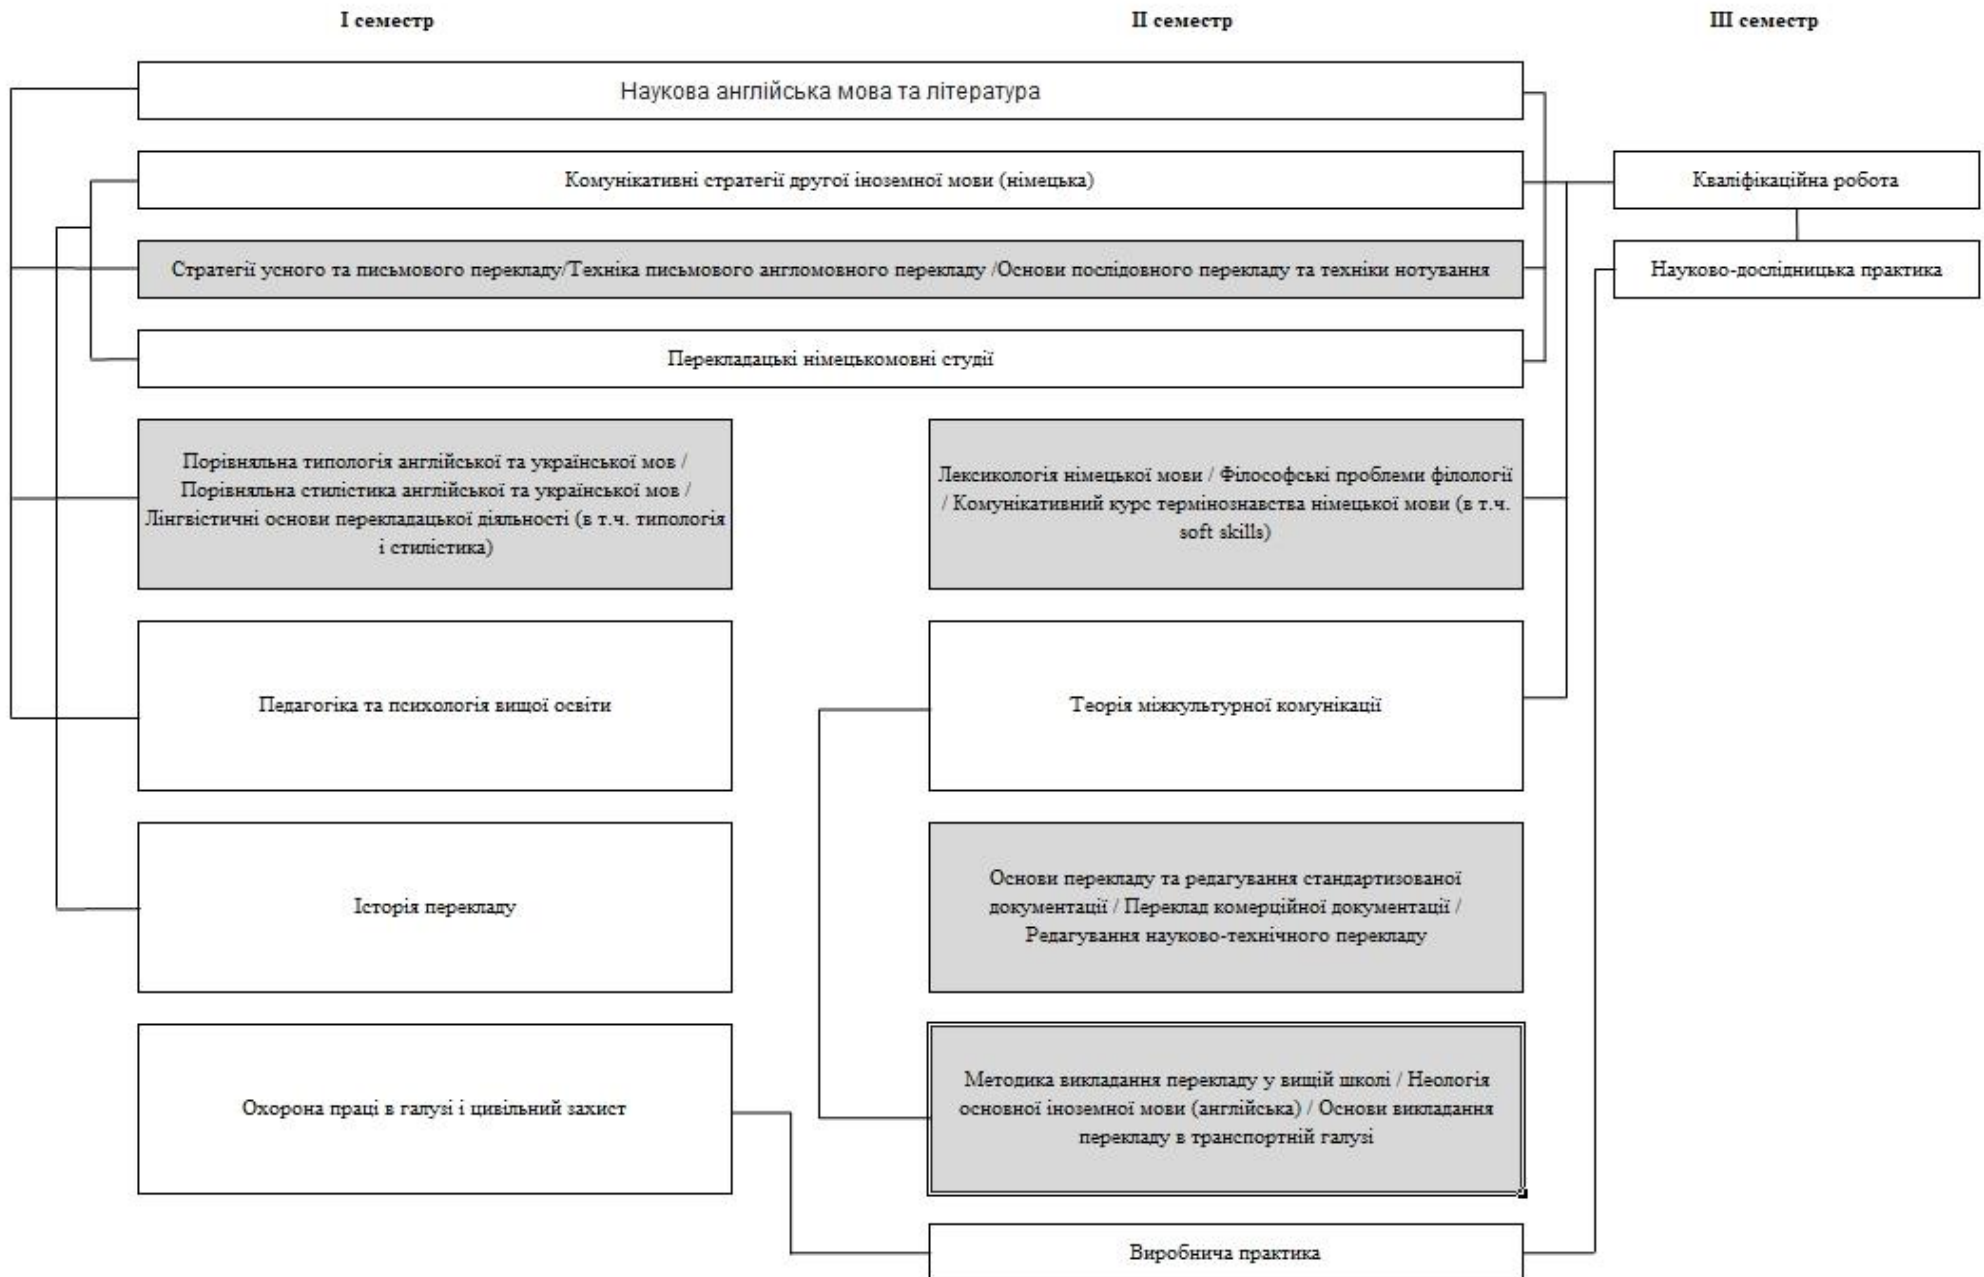 I семестр
II семестр
III семестр
Наукова англійська мова та література
Комунікативні стратегії другої іноземної мови (німецька)
Кваліфікаційна робота
Стратегії усного та письмового перекладу/Техніка письмового англомовного перекладу /Основи послідовного перекладу та техніки нотування
Науково-дослідницька практика
Перекладацькі німецькомовні студії
Порівняльна типологія англійської та української мов /
Порівняльна стилістика англійської та української мов /
Лінгвістичні основи перекладацької діяльності (в т.ч. типологія
і стилістика)
Лексикологія німецької мови / Філософські проблеми філології
/ Комунікативний курс термінознавства німецької мови (в т.ч.
soft skills)
Педагогіка та психологія вищої освіти
Теорія міжкультурної комунікації
Історія перекладу
Основи перекладу та редагування стандартизованої
документації / Переклад комерційної документації /
Редагування науково-технічного перекладу
Охорона праці в галузі і цивільний захист
Методика викладання перекладу у вищій школі / Неологія
основної іноземної мови (англійська) / Основи викладання
перекладу в транспортній галузі
Виробнича практика